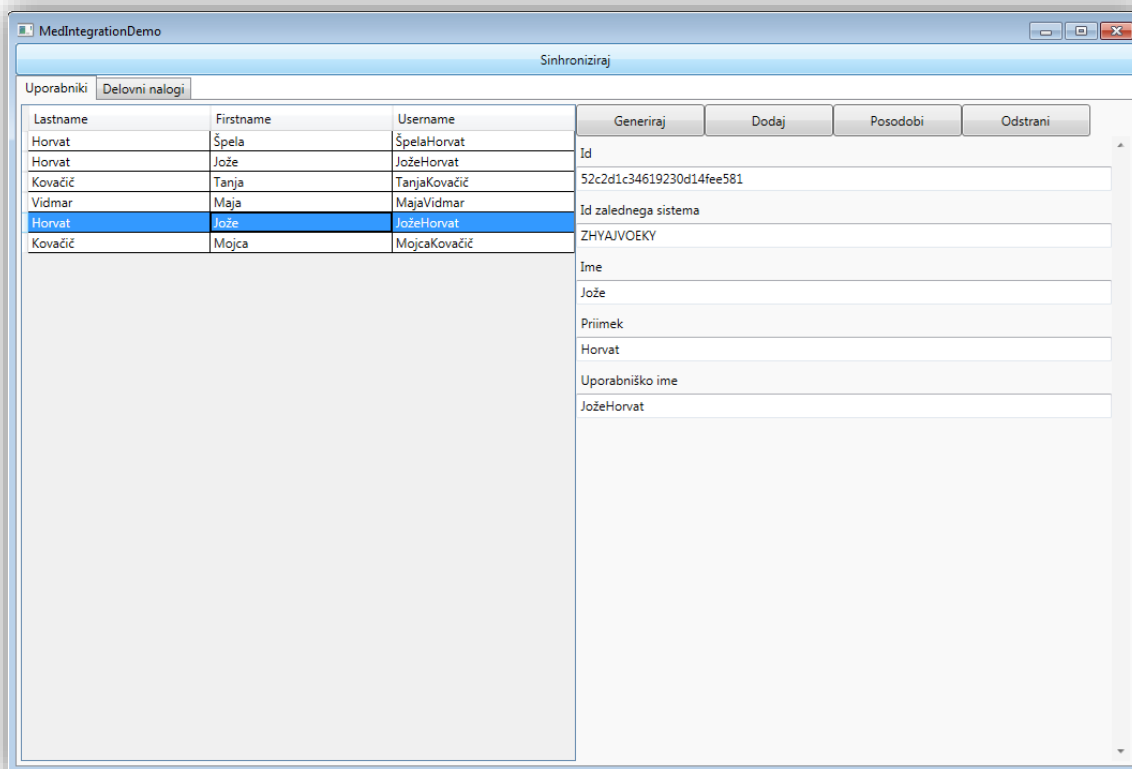 MedIntegrationDemo
Sinhroniziraj
Uporabniki Delovni nalogi
Lastname Firstname Username
Horvat Špela ŠpelaHorvat
Horvat Jože JožeHorvat
Kovačič Tanja TanjaKovačič
Vidmar Maja MajaVidmar
Horvat Jože JožeHorvat
Kovačič Mojca MojcaKovačič
Generiraj Dodaj Posodobi Odstrani
Id
52c2d1c34619230d14fee581
Id zalednega sistema
ZHYAJVOEKY
Ime
Jože
Priimek
Horvat
Uporabniško ime
JožeHorvat